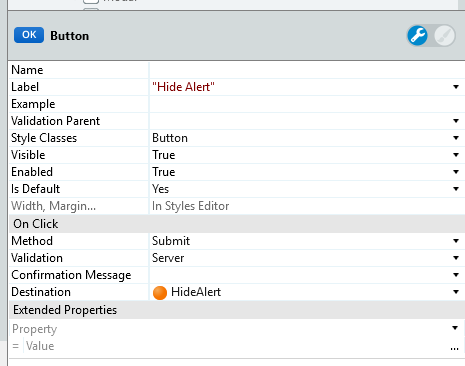 OK Button
Name
Label "Hide Alert"
Example
Validation Parent
Style Classes Button
Visible True
Enabled True
Is Default Yes
Width, Margin... In Styles Editor
On Click
Method Submit
Validation Server
Confirmation Message
Destination HideAlert
Extended Properties
Property
= Value ...